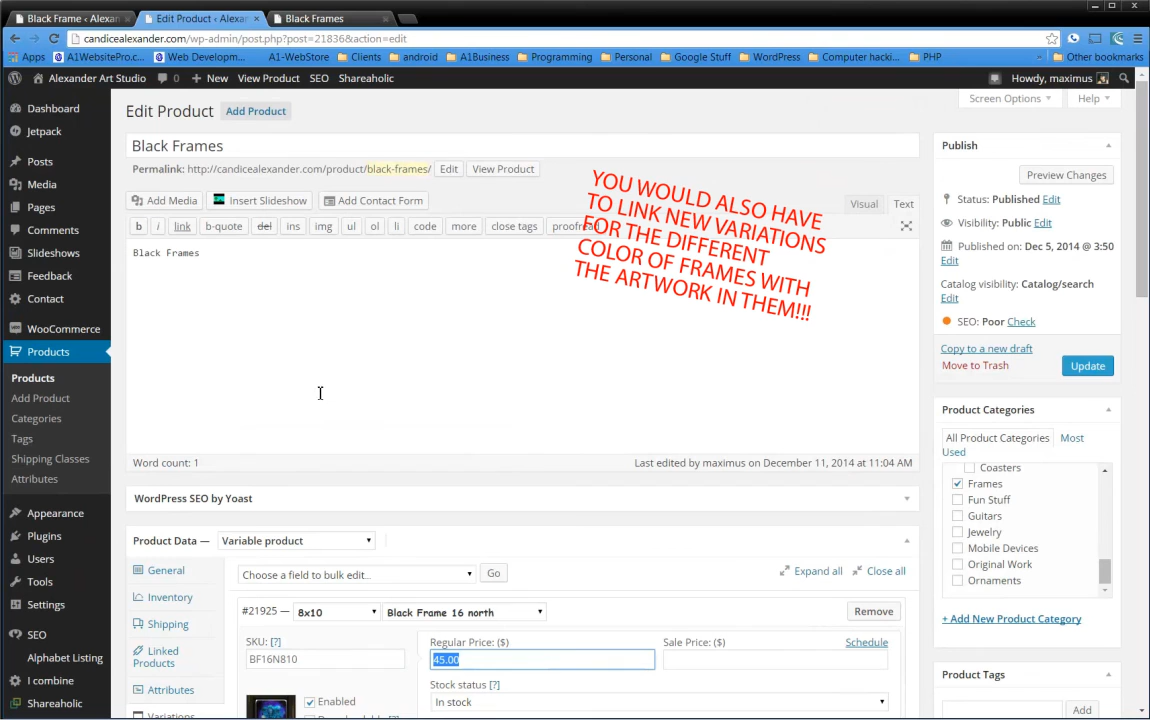 Black Frame ‹ Alexan
Edit Product ‹ Alexan
Black Frames
candicealexander.com/wp-admin/post.php?post=21836&action=edit
Apps
A1WebsitePro.c...
Web Developm...
A1-WebStore
Clients
android
A1Business
Programming
Personal
Google Stuff
WordPress
Computer hacki...
PHP
Other bookmarks
Alexander Art Studio
0
+ New
View Product
SEO
Shareaholic
Howdy, maximus
Dashboard
Jetpack
Posts
Media
Pages
Comments
Slideshows
Feedback
Contact
WooCommerce
Products
Products
Add Product
Categories
Tags
Shipping Classes
Attributes
Appearance
Plugins
Users
Tools
Settings
SEO
Alphabet Listing
I combine
Shareaholic
Screen Options
Help
Edit Product Add Product
Black Frames
Permalink: http://candicealexander.com/product/black-frames/ Edit View Product
Add Media Insert Slideshow Add Contact Form
Visual Text
b i link b-quote del ins img ul ol li code more close tags proofread
YOU WOULD ALSO HAVE
TO LINK NEW VARIATIONS
FOR THE DIFFERENT
COLOR OF FRAMES WITH
THE ARTWORK IN THEM!!!
Black Frames
Word count: 1
Last edited by maximus on December 11, 2014 at 11:04 AM
WordPress SEO by Yoast
Product Data — Variable product
General
Inventory
Shipping
Linked
Products
Attributes
Variations
Choose a field to bulk edit... Go
Expand all Close all
#21925 — 8x10 Black Frame 16 north Remove
SKU: [?]
BF16N810
Regular Price: ($)
45.00
Sale Price: ($) Schedule
Stock status [?]
In stock
Enabled
Publish
Preview Changes
Status: Published Edit
Visibility: Public Edit
Published on: Dec 5, 2014 @ 3:50
Edit
Catalog visibility: Catalog/search
Edit
SEO: Poor Check
Copy to a new draft
Move to Trash
Update
Product Categories
All Product Categories Most
Used
Coasters
Frames
Fun Stuff
Guitars
Jewelry
Mobile Devices
Original Work
Ornaments
+ Add New Product Category
Product Tags
Add